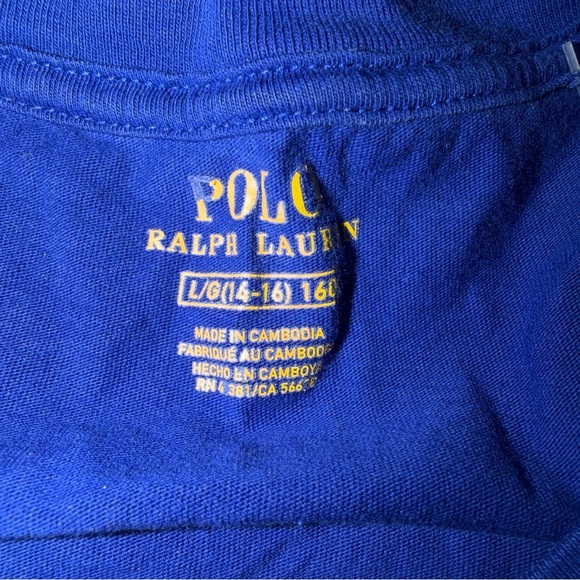 POLO
RALPH LAUREN
L/G(14-16) 160
MADE IN CAMBODIA
FABRIQUÉ AU CAMBODGE
HECHO EN CAMBOYA